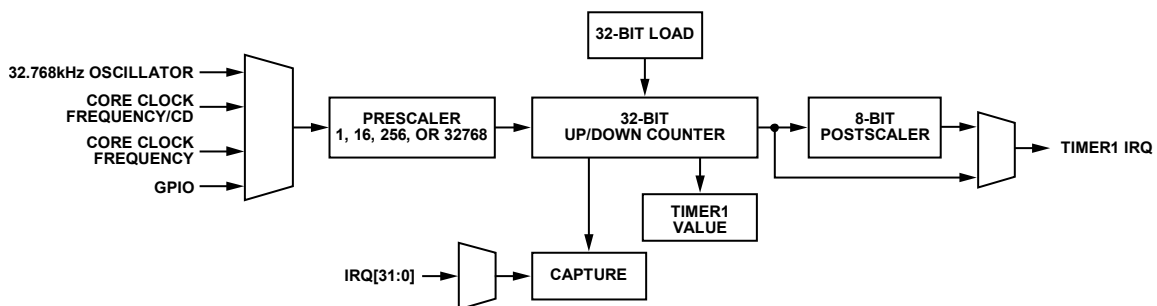 32-BIT LOAD
32.768kHz OSCILLATOR
CORE CLOCK
FREQUENCY/CD
CORE CLOCK
FREQUENCY
GPIO
PRESCALER
1, 16, 256, OR 32768
32-BIT
UP/DOWN COUNTER
8-BIT
POSTSCALER
TIMER1 IRQ
TIMER1
VALUE
IRQ[31:0]
CAPTURE